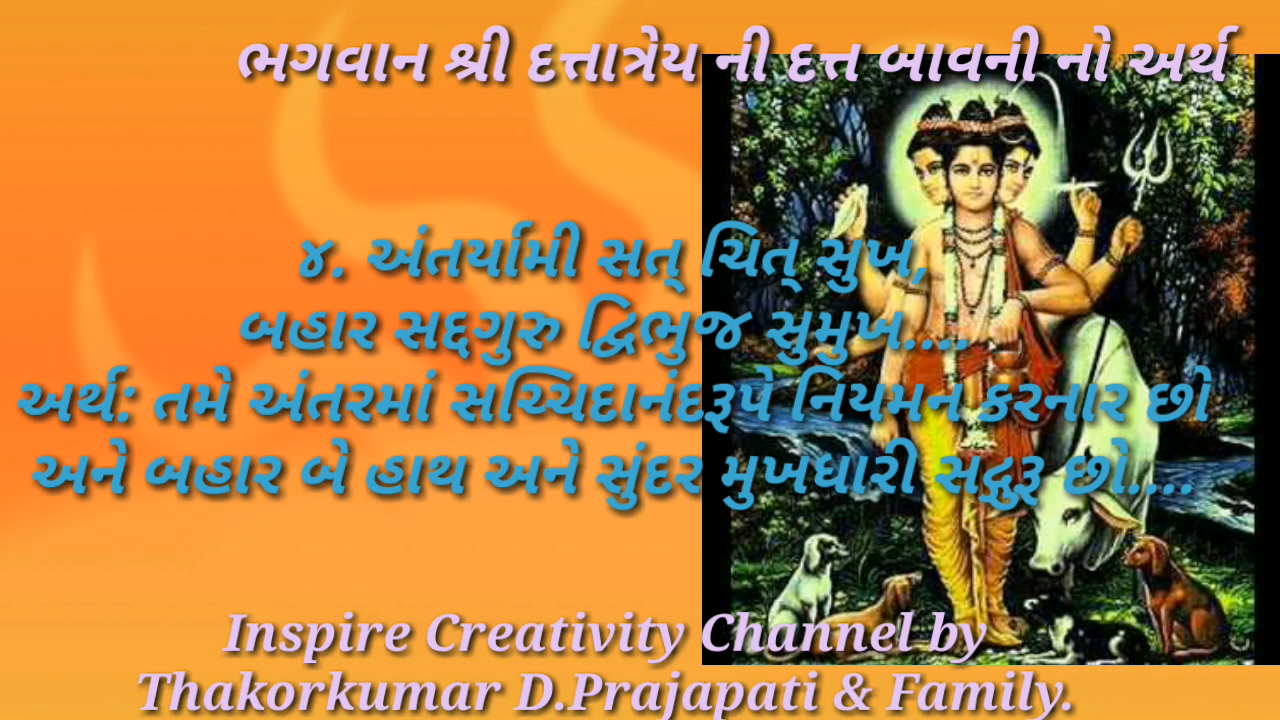 ભગવાન શ્રી દત્તાત્રેય ની દત્ત બાવની નો અર્થ
૪. અંતર્યામી સત્ ચિત્ સુખ,
બહાર સદ્દગુરુ દ્વિભુજ સુમુખ....
અર્થ: તમે અંતરમાં સચ્ચિદાનંદરૂપે નિયમન કરનાર છો
અને બહાર બે હાથ અને સુંદર મુખધારી સદ્ગુરૂ છો....
Inspire Creativity Channel by
Thakorkumar D.Prajapati & Family.